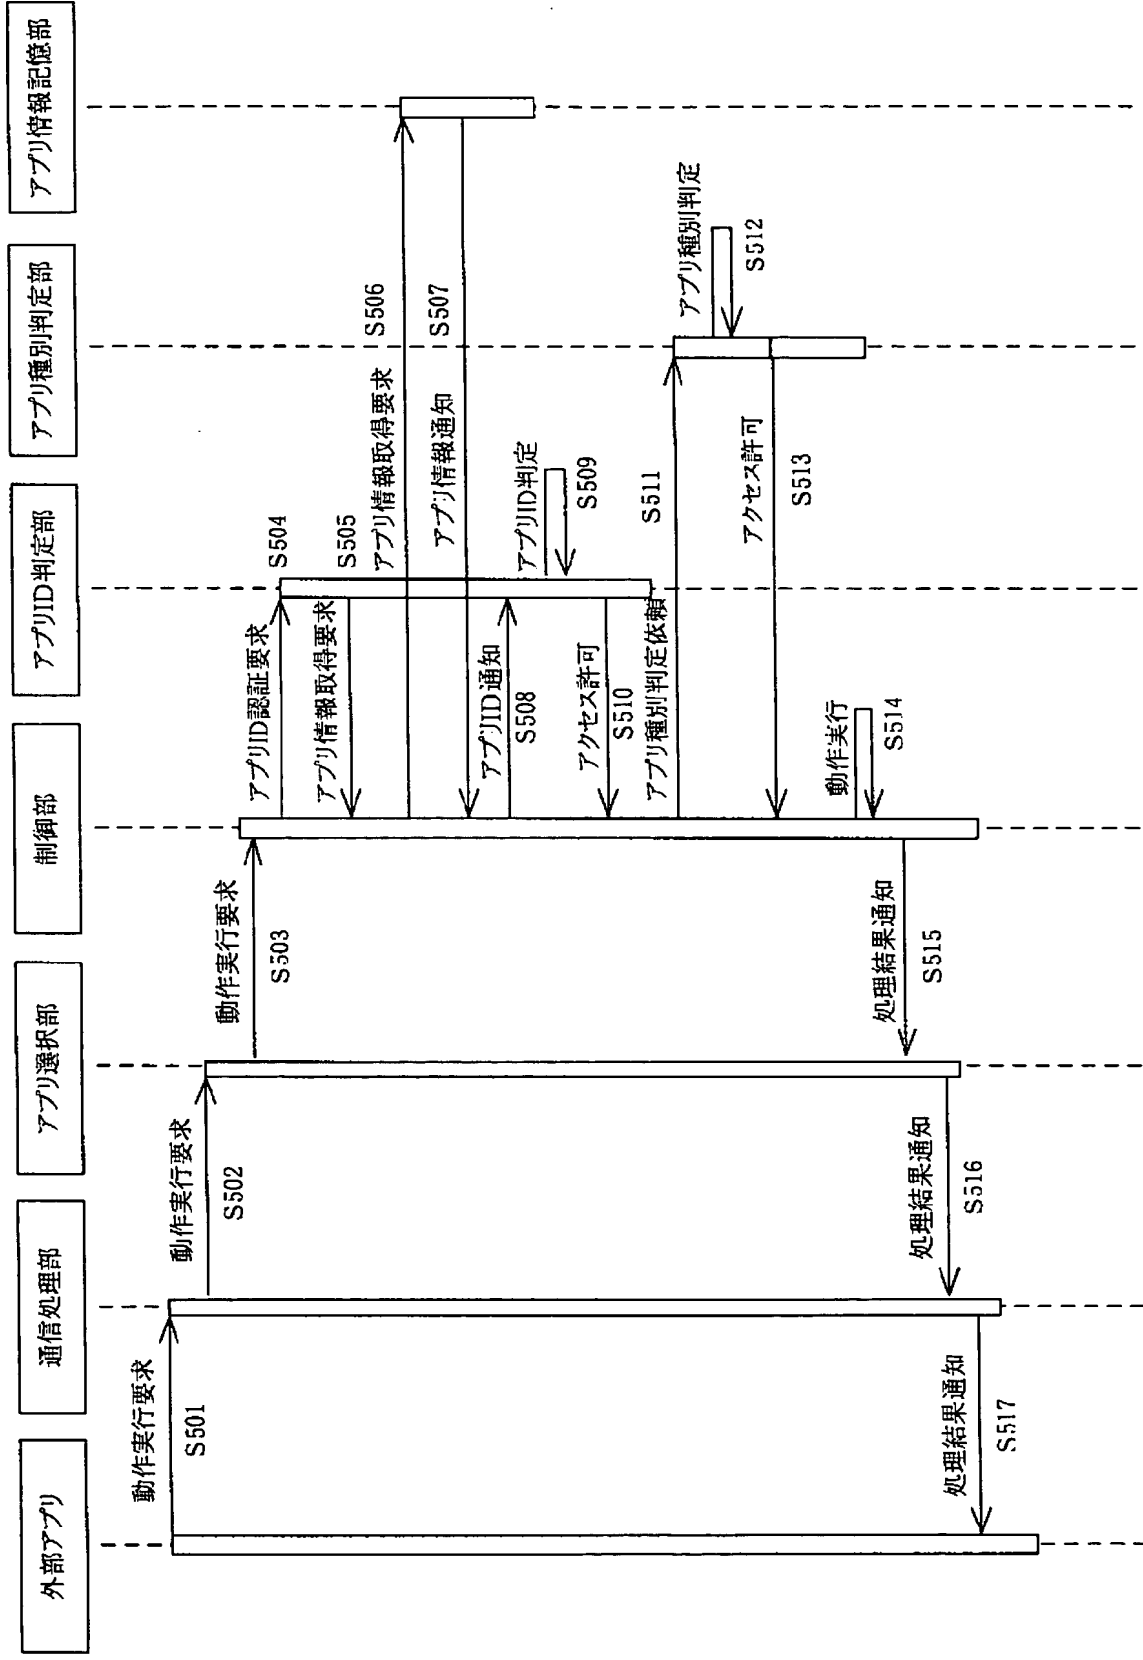 外部アプリ
通信処理部
アプリ選択部
制御部
アプリID判定部
アプリ種別判定部
アプリ情報記憶部
動作実行要求
S501
動作実行要求
S502
動作実行要求
S503
アプリID認証要求
S504
アプリ情報取得要求
S505
アプリ情報取得要求
S506
アプリ情報通知
S507
アプリID通知
S508
アプリID判定
S509
アクセス許可
S510
アプリ種別判定依頼
S511
アプリ種別判定
S512
アクセス許可
S513
動作実行
S514
処理結果通知
S515
処理結果通知
S516
処理結果通知
S517